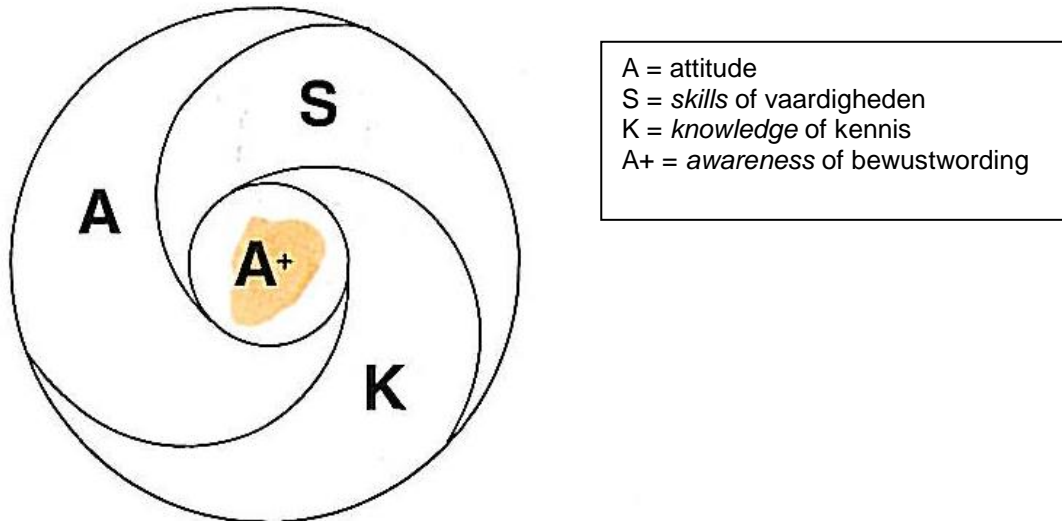 S
A
A+
K
A = attitude
S = skills of vaardigheden
K = knowledge of kennis
A+ = awareness of bewustwording